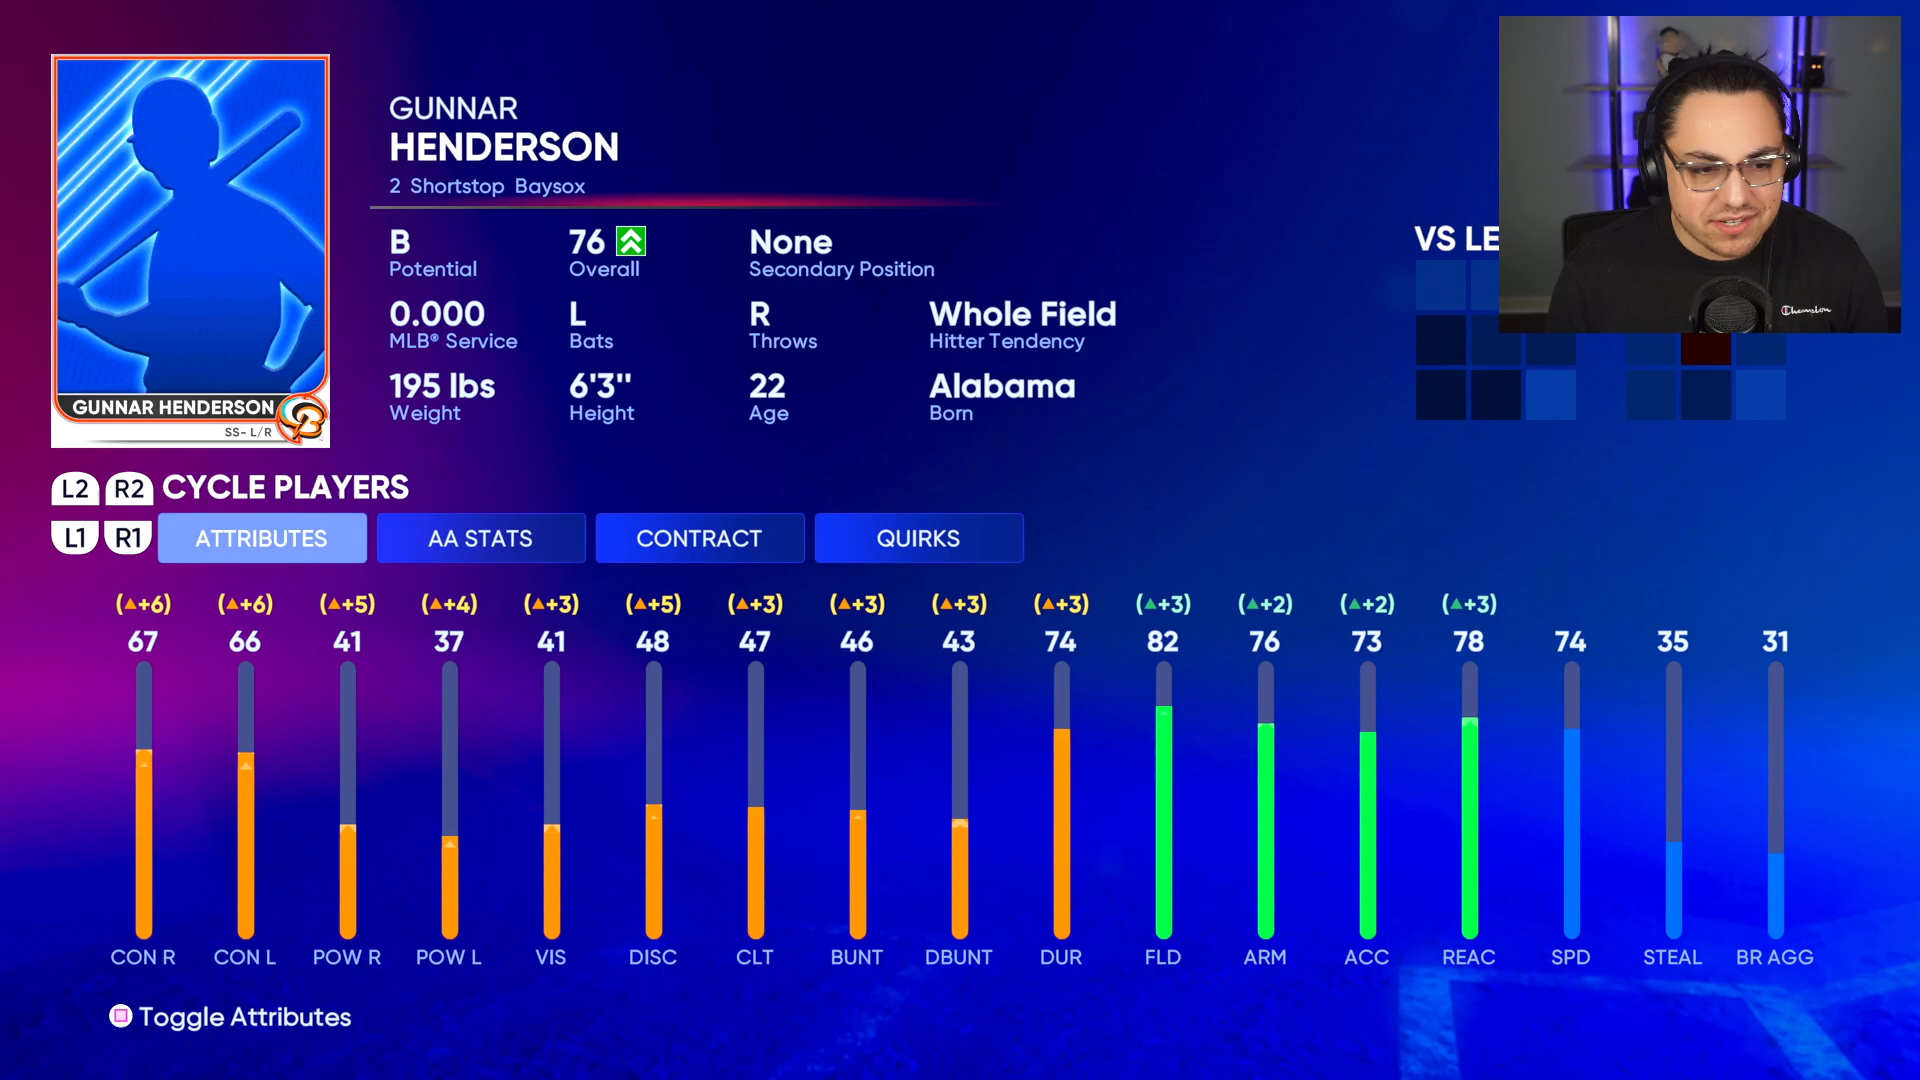 GUNNAR
HENDERSON
2 Shortstop Baysox
B
Potential
76
Overall
None
Secondary Position
0.000
MLB® Service
L
Bats
R
Throws
Whole Field
Hitter Tendency
195 lbs
Weight
6'3"
Height
22
Age
Alabama
Born
VS LE
Champion
GUNNAR HENDERSON
SS- L/R
L2 R2 CYCLE PLAYERS
L1 R1 ATTRIBUTES AA STATS CONTRACT QUIRKS
(▲+6) (▲+6) (▲+5) (▲+4) (▲+3) (▲+5) (▲+3) (▲+3) (▲+3) (▲+3) (▲+3) (▲+2) (▲+2) (▲+3)
67 66 41 37 41 48 47 46 43 74 82 76 73 78 74 35 31
CON R CON L POW R POW L VIS DISC CLT BUNT DBUNT DUR FLD ARM ACC REAC SPD STEAL BR AGG
Toggle Attributes